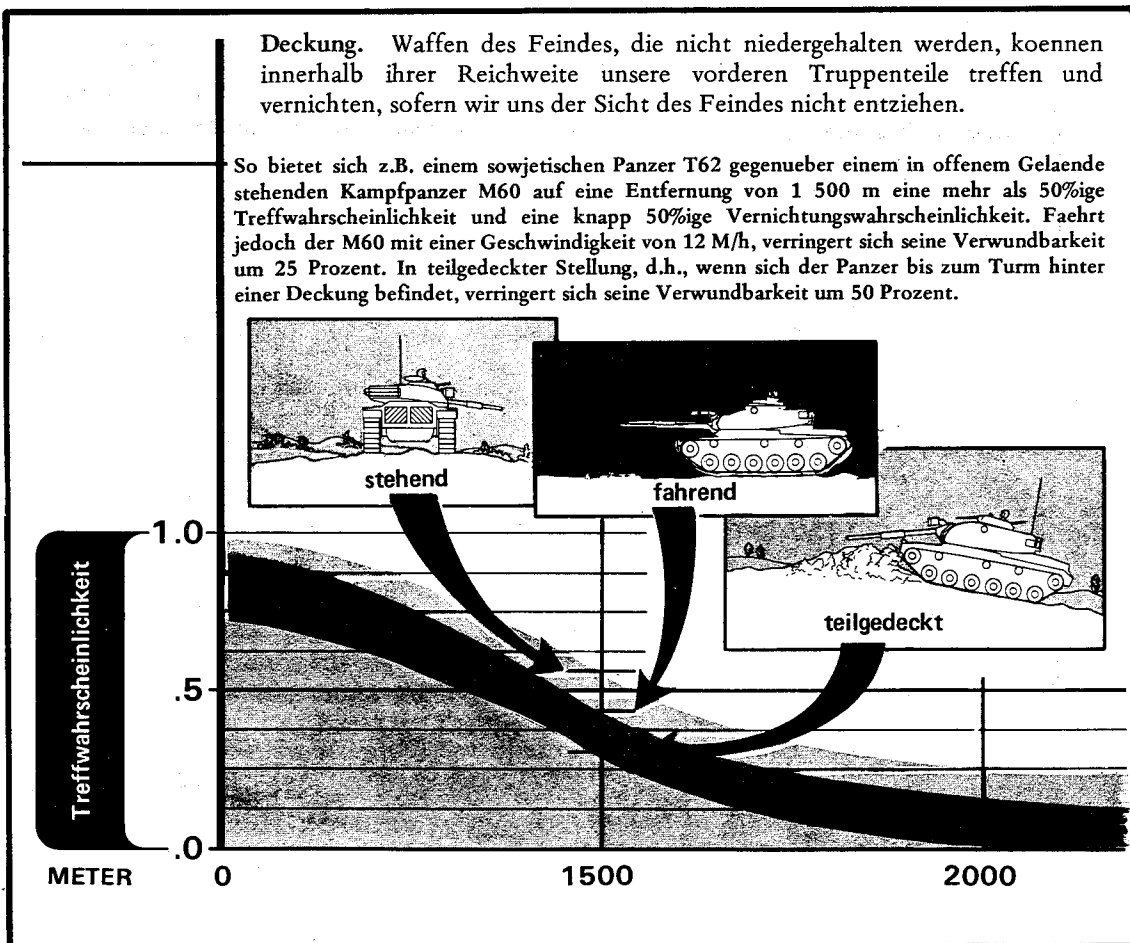 Deckung. Waffen des Feindes, die nicht niedergehalten werden, koennen
innerhalb ihrer Reichweite unsere vorderen Truppenteile treffen und
vernichten, sofern wir uns der Sicht des Feindes nicht entziehen.
So bietet sich z.B. einem sowjetischen Panzer T62 gegenueber einem in offenem Gelaende
stehenden Kampfpanzer M60 auf eine Entfernung von 1 500 m eine mehr als 50%ige
Treffwahrscheinlichkeit und eine knapp 50%ige Vernichtungswahrscheinlichkeit. Faehrt
jedoch der M60 mit einer Geschwindigkeit von 12 M/h, verringert sich seine Verwundbarkeit
um 25 Prozent. In teilgedeckter Stellung, d.h., wenn sich der Panzer bis zum Turm hinter
einer Deckung befindet, verringert sich seine Verwundbarkeit um 50 Prozent.
stehend
fahrend
teilgedeckt
Treffwahrscheinlichkeit
1.0
.5
.0
METER 0 1500 2000